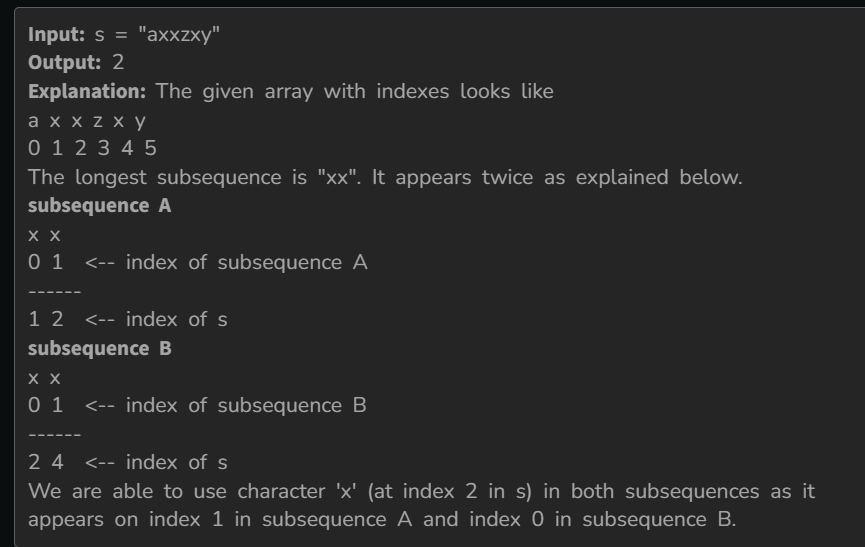 Input: s = "axxzxy"
Output: 2
Explanation: The given array with indexes looks like
a x x z x y
0 1 2 3 4 5
The longest subsequence is "xx". It appears twice as explained below.
subsequence A
x x
0 1 <-- index of subsequence A
------
1 2 <-- index of s
subsequence B
x x
0 1 <-- index of subsequence B
------
2 4 <-- index of s
We are able to use character 'x' (at index 2 in s) in both subsequences as it
appears on index 1 in subsequence A and index 0 in subsequence B.